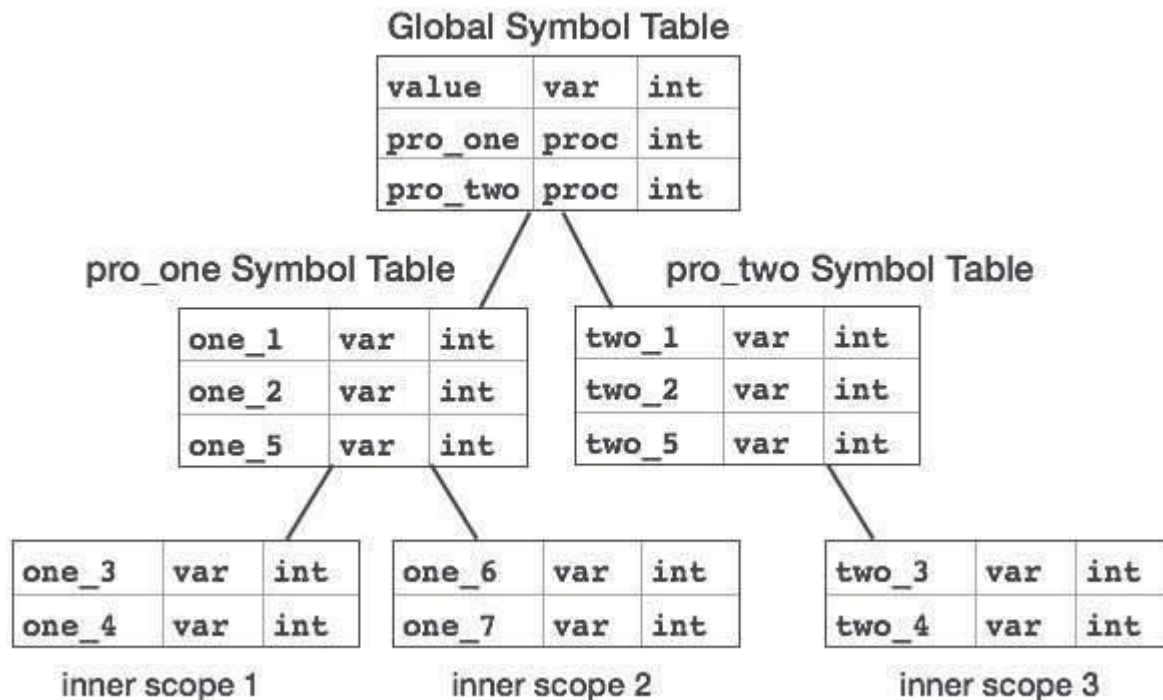 Global Symbol Table
value var int
pro_one proc int
pro_two proc int
pro_one Symbol Table
one_1 var int
one_2 var int
one_5 var int
pro_two Symbol Table
two_1 var int
two_2 var int
two_5 var int
one_3 var int
one_4 var int
inner scope 1
one_6 var int
one_7 var int
inner scope 2
two_3 var int
two_4 var int
inner scope 3